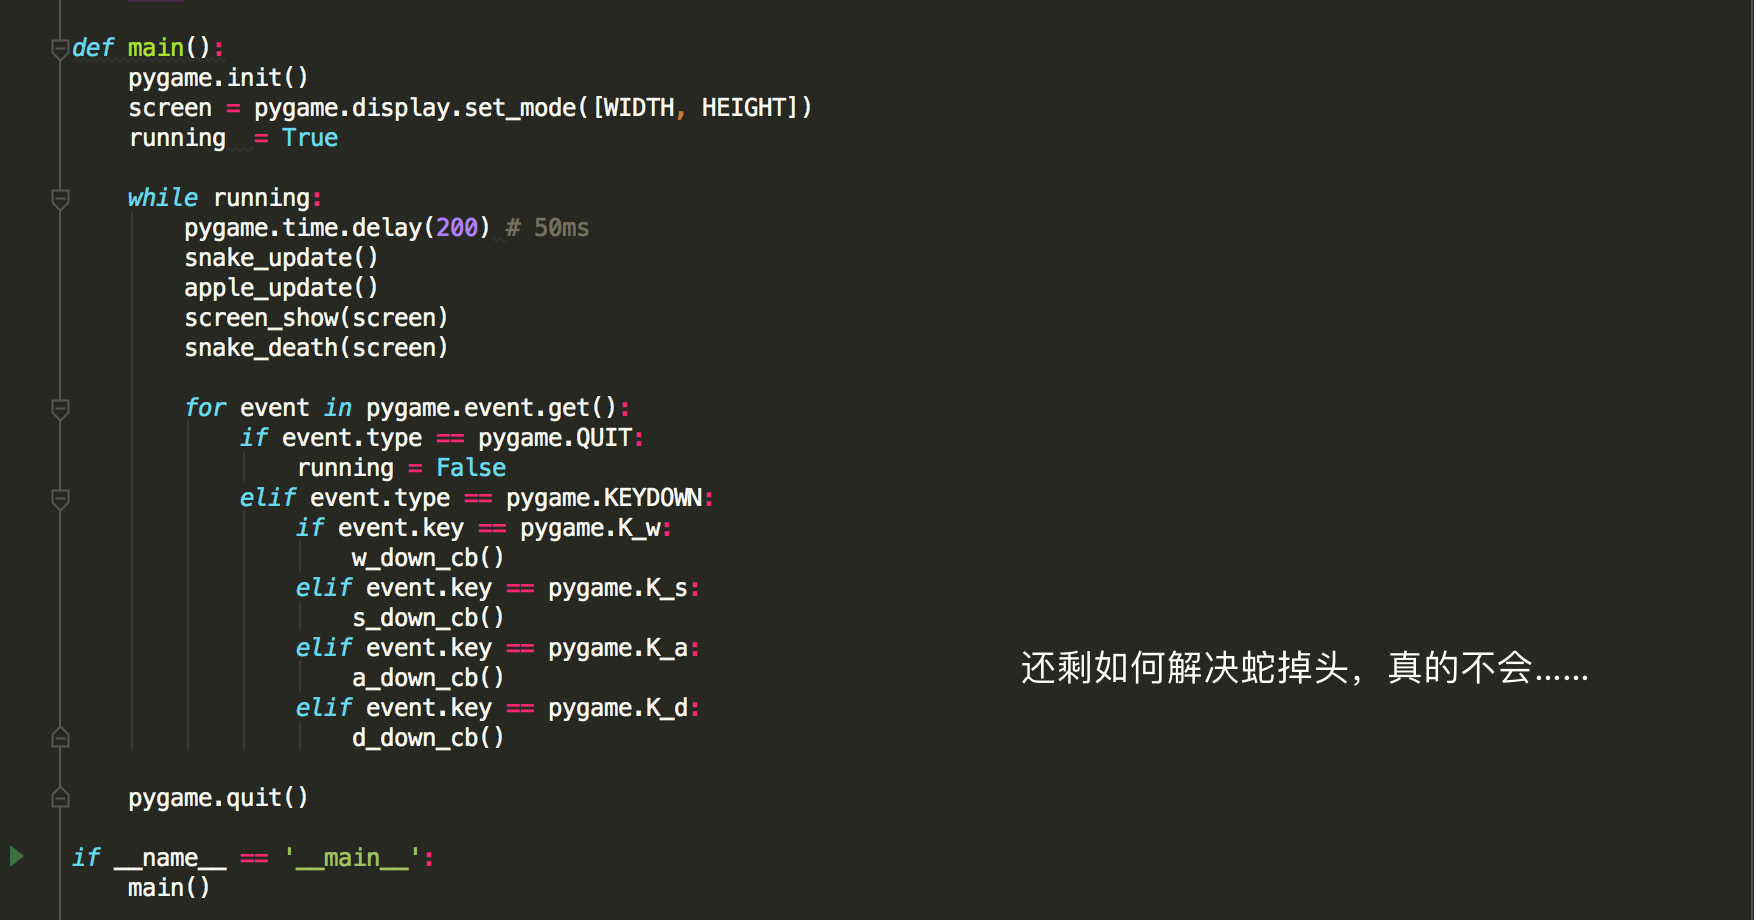 def main():
    pygame.init()
    screen = pygame.display.set_mode([WIDTH, HEIGHT])
    running  = True
    while running:
        pygame.time.delay(200) # 50ms
        snake_update()
        apple_update()
        screen_show(screen)
        snake_death(screen)
        for event in pygame.event.get():
            if event.type == pygame.QUIT:
                running = False
            elif event.type == pygame.KEYDOWN:
                if event.key == pygame.K_w:
                    w_down_cb()
                elif event.key == pygame.K_s:
                    s_down_cb()
                elif event.key == pygame.K_a:
                    a_down_cb()
                elif event.key == pygame.K_d:
                    d_down_cb()
    pygame.quit()
if __name__ == '__main__':
    main()
还剩如何解决蛇掉头，真的不会……